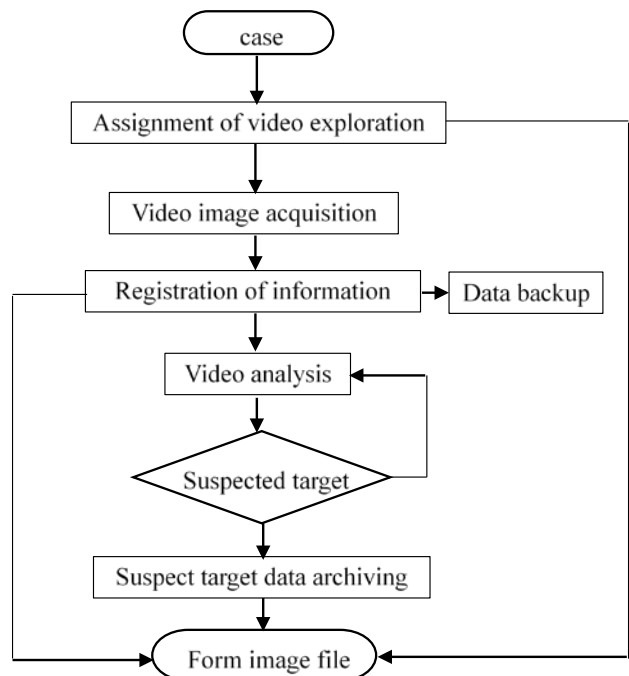 case
Assignment of video exploration
Video image acquisition
Registration of information
Data backup
Video analysis
Suspected target
Suspect target data archiving
Form image file